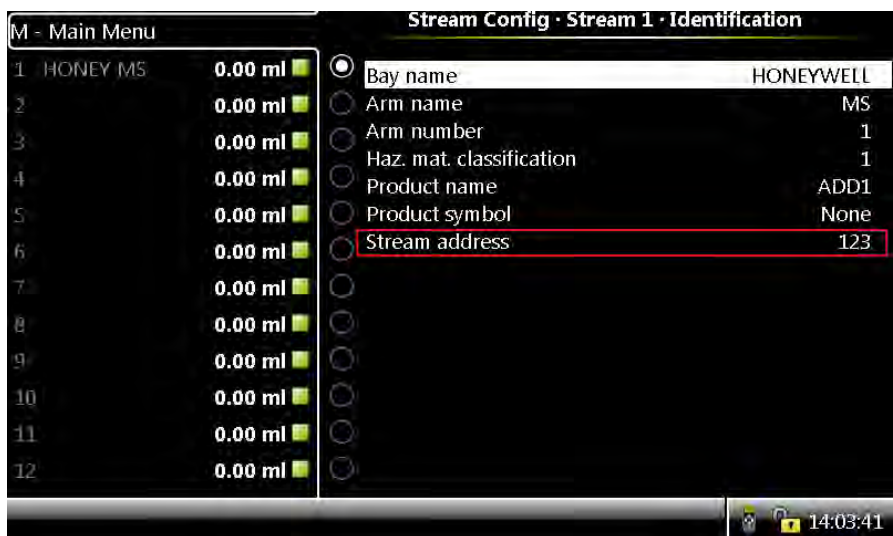 M - Main Menu
1 HONEY MS 0.00 ml
2 0.00 ml
3 0.00 ml
4 0.00 ml
5 0.00 ml
6 0.00 ml
7 0.00 ml
8 0.00 ml
9 0.00 ml
10 0.00 ml
11 0.00 ml
12 0.00 ml
Stream Config · Stream 1 · Identification
Bay name HONEYWELL
Arm name MS
Arm number 1
Haz. mat. classification 1
Product name ADD1
Product symbol None
Stream address 123
14:03:41